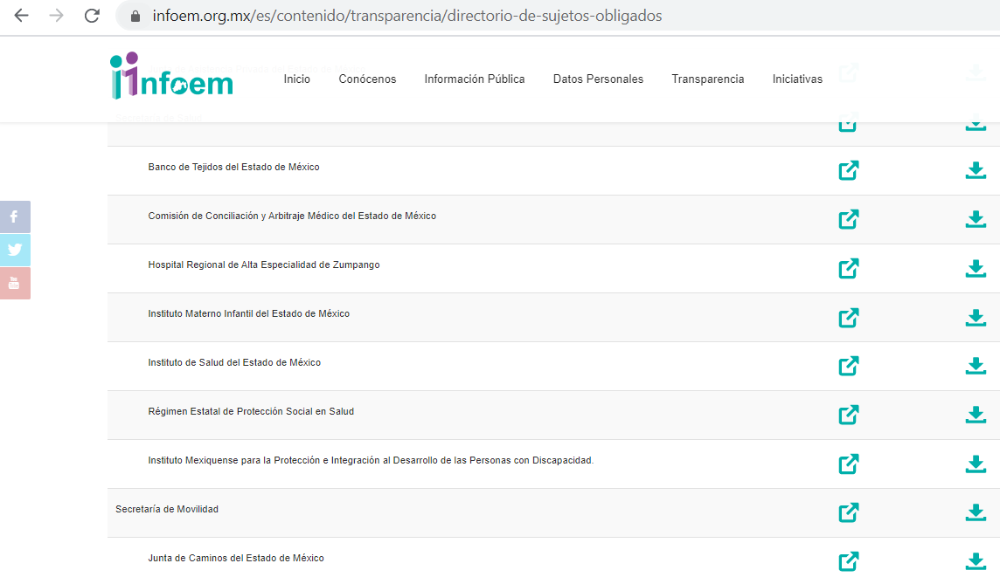 infoem.org.mx/es/contenido/transparencia/directorio-de-sujetos-obligados
infoem
Inicio Conócenos Información Pública Datos Personales Transparencia Iniciativas
Banco de Tejidos del Estado de México
Comisión de Conciliación y Arbitraje Médico del Estado de México
Hospital Regional de Alta Especialidad de Zumpango
Instituto Materno Infantil del Estado de México
Instituto de Salud del Estado de México
Régimen Estatal de Protección Social en Salud
Instituto Mexiquense para la Protección e Integración al Desarrollo de las Personas con Discapacidad.
Secretaría de Movilidad
Junta de Caminos del Estado de México